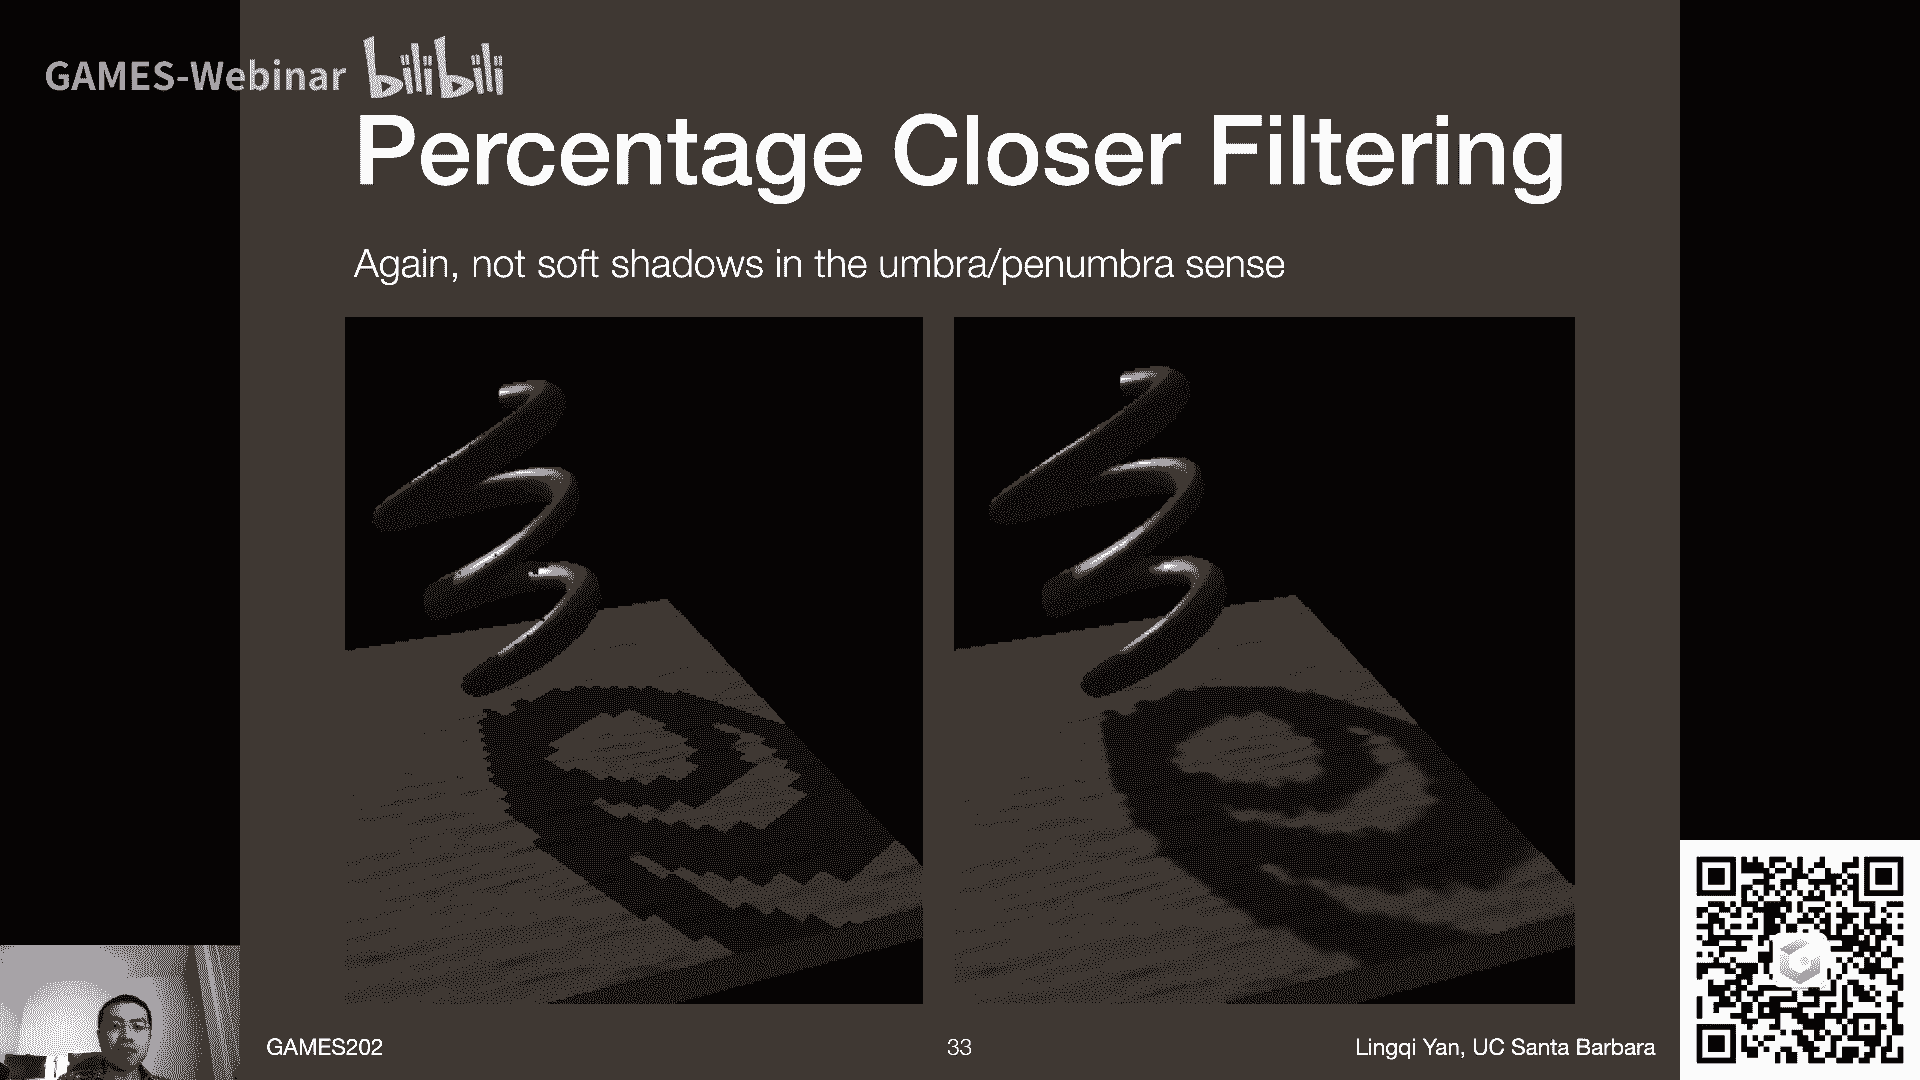 GAMES-Webinar bilibili
Percentage Closer Filtering
Again, not soft shadows in the umbra/penumbra sense
GAMES202
33
Lingqi Yan, UC Santa Barbara